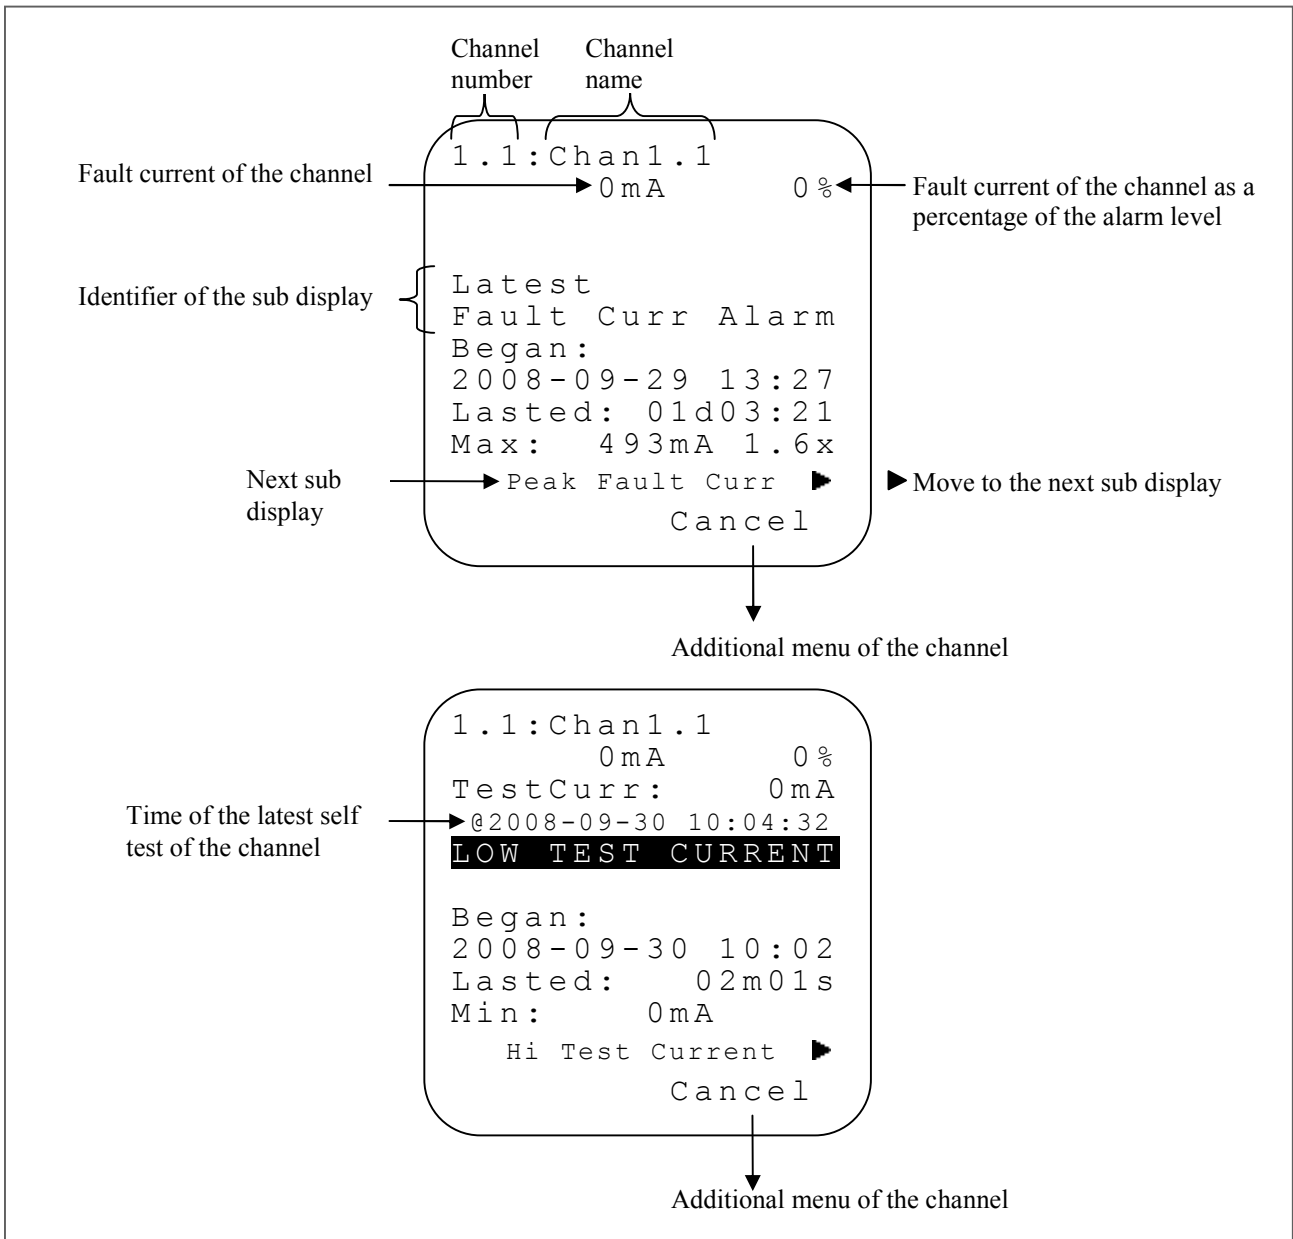 Channel number
Channel name
1.1:Chan1.1
Fault current of the channel
0mA 0%
Fault current of the channel as a
percentage of the alarm level
Identifier of the sub display
Latest
Fault Curr Alarm
Began:
2008-09-29 13:27
Lasted: 01d03:21
Max: 493mA 1.6x
Next sub
display
Peak Fault Curr
Move to the next sub display
Cancel
Additional menu of the channel
1.1:Chan1.1
0mA 0%
TestCurr: 0mA
Time of the latest self
test of the channel
@2008-09-30 10:04:32
LOW TEST CURRENT
Began:
2008-09-30 10:02
Lasted: 02m01s
Min: 0mA
Hi Test Current
Cancel
Additional menu of the channel